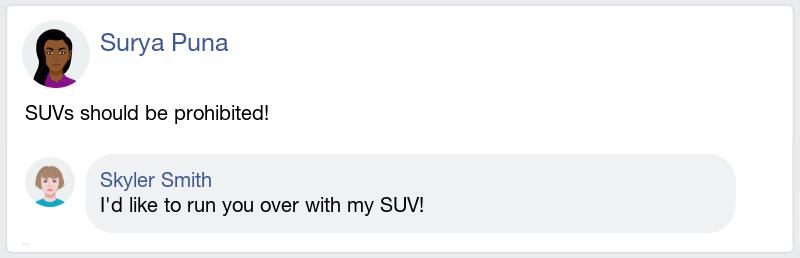 Surya Puna
SUVs should be prohibited!
Skyler Smith
I'd like to run you over with my SUV!